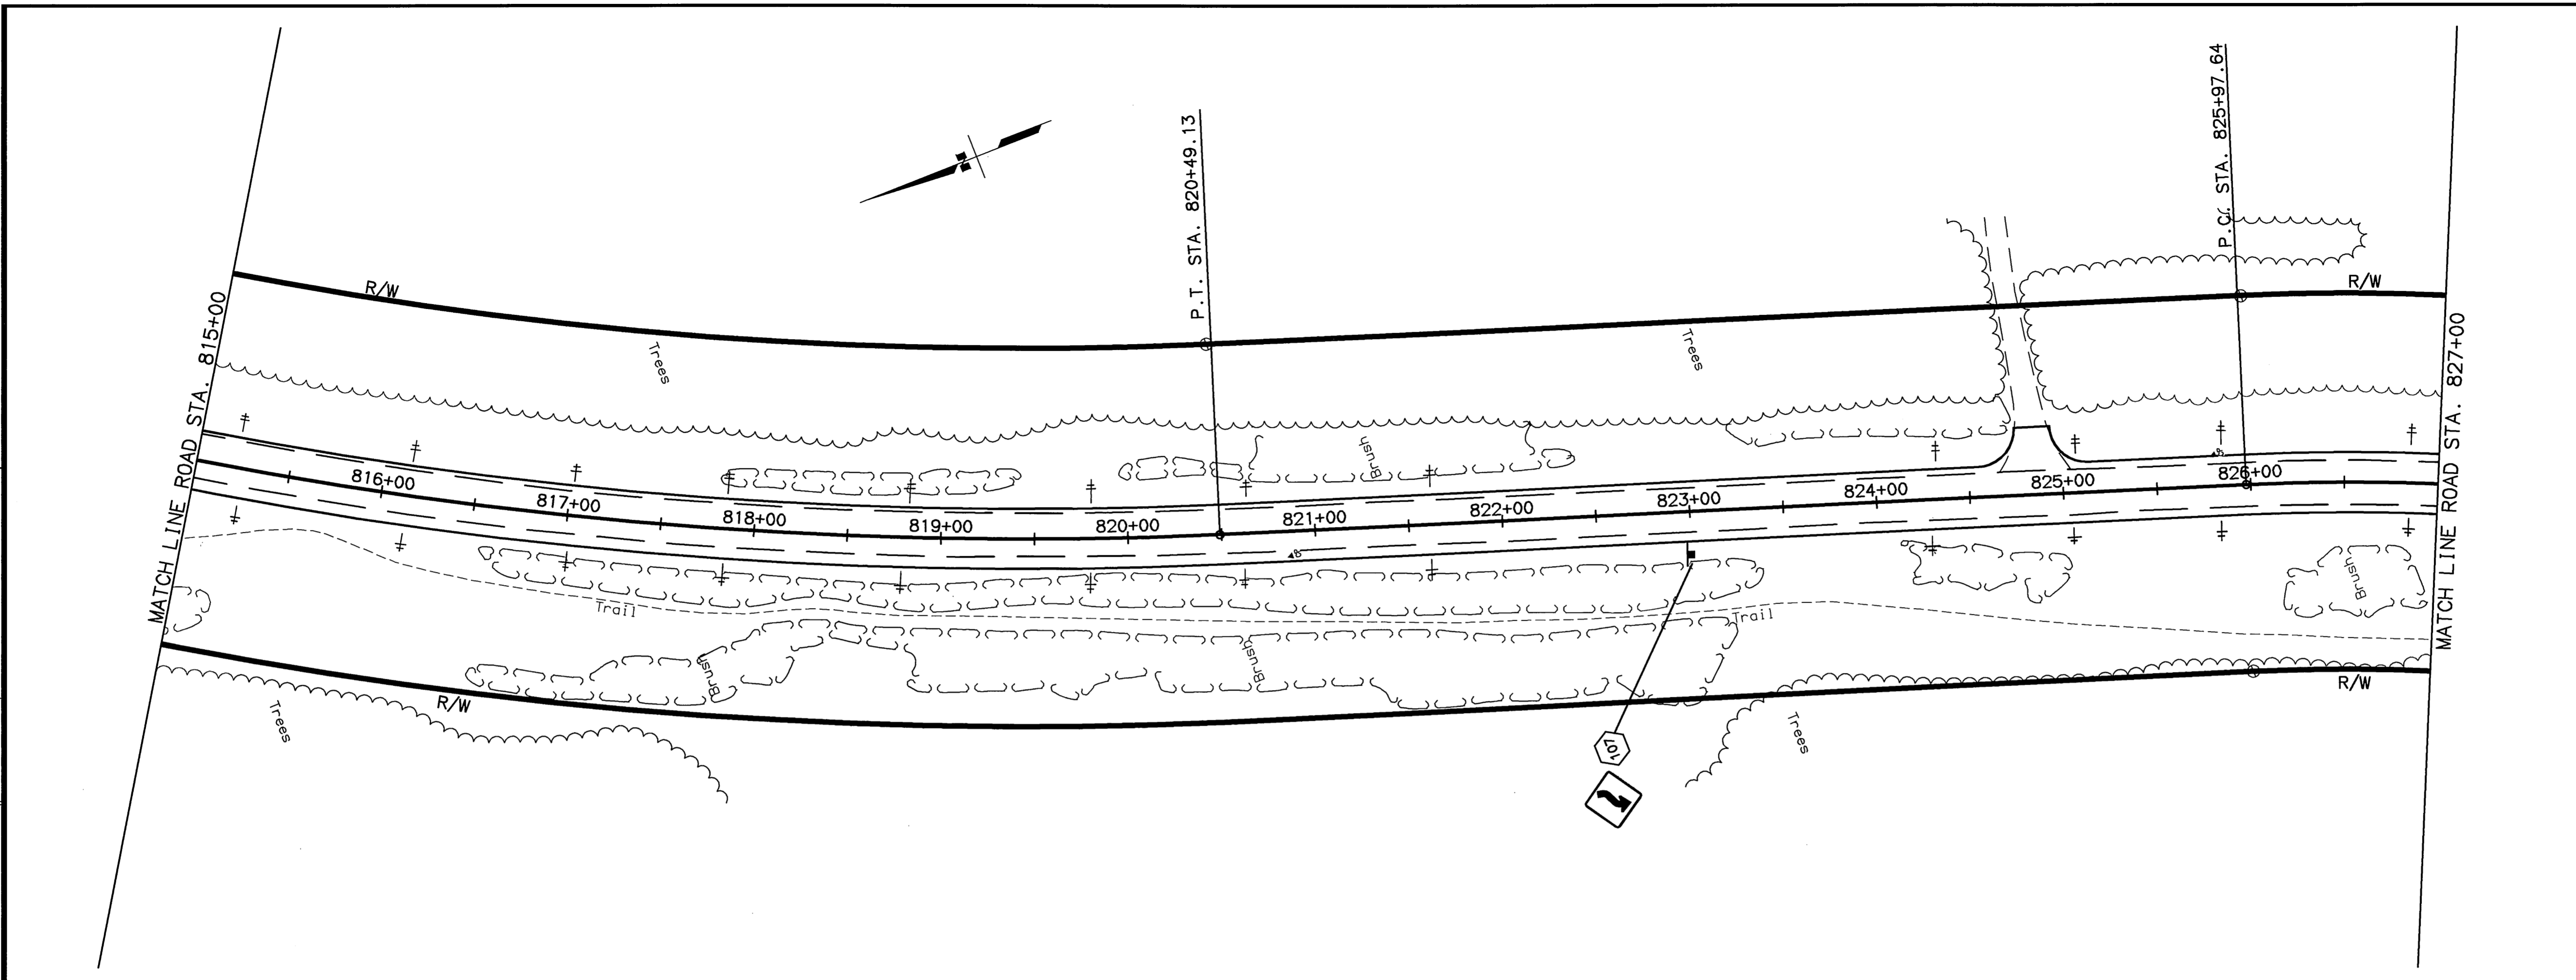 P.T. STA. 820+49.13
P.C. STA. 825+97.64
MATCH LINE ROAD STA. 815+00
MATCH LINE ROAD STA. 827+00
R/W
R/W
Trees
Trees
Brush
816+00
817+00
818+00
819+00
820+00
821+00
822+00
823+00
824+00
825+00
826+00
Trail
Trail
Brush
Brush
Brush
R/W
R/W
Trees
Trees
107